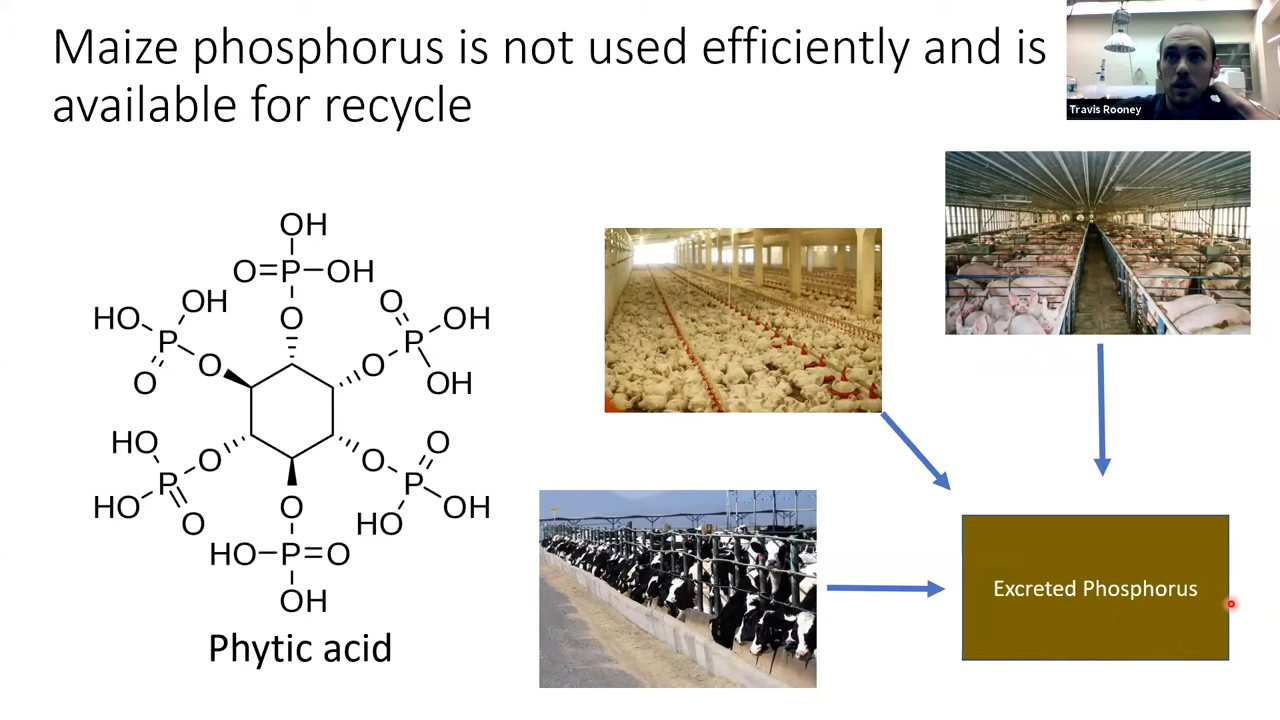 Maize phosphorus is not used efficiently and is
available for recycle
Travis Rooney
OH
O=P–OH
O
HO
OH
P
O
O
O
P
O
OH
OH
HO
HO
P
O
O
O
P
O
OH
HO
O
HO–P=O
OH
Phytic acid
Excreted Phosphorus